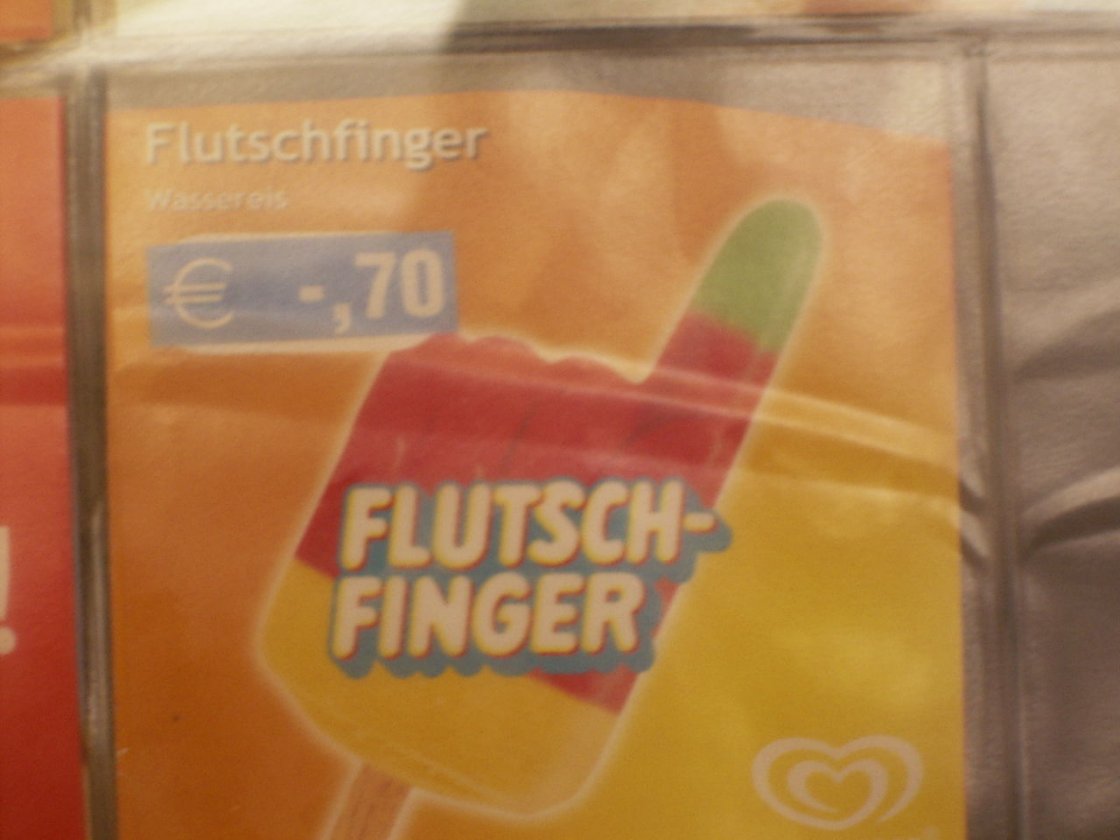 Flutschfinger
Wassereis
€ -,70
FLUTSCH-
FINGER
!